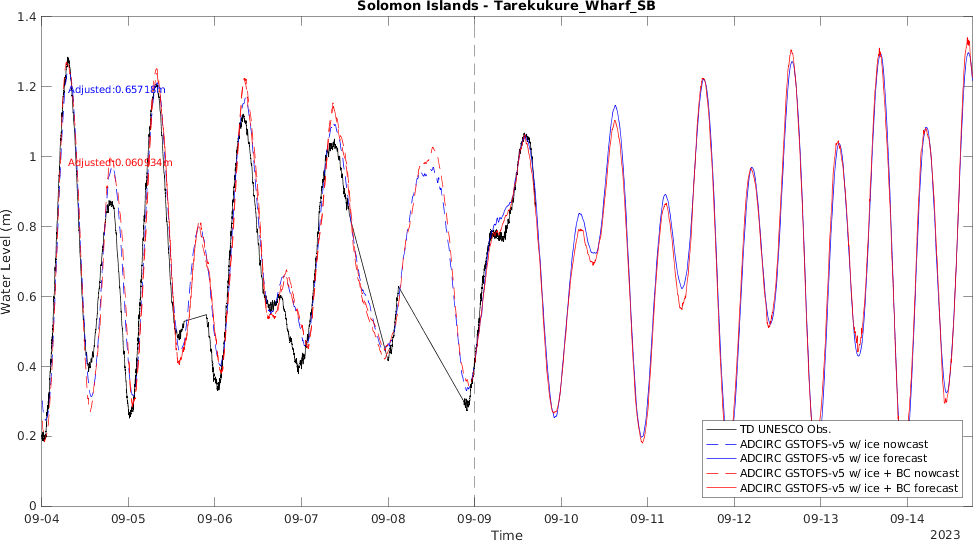 Solomon Islands - Tarekukure_Wharf_SB
1.4
1.2
1
0.8
0.6
0.4
0.2
0
Water Level (m)
Adjusted:0.65718m
Adjusted:0.060934m
TD UNESCO Obs.
ADCIRC GSTOFS-v5 w/ ice nowcast
ADCIRC GSTOFS-v5 w/ ice forecast
ADCIRC GSTOFS-v5 w/ ice + BC nowcast
ADCIRC GSTOFS-v5 w/ ice + BC forecast
09-04 09-05 09-06 09-07 09-08 09-09 09-10 09-11 09-12 09-13 09-14
Time
2023